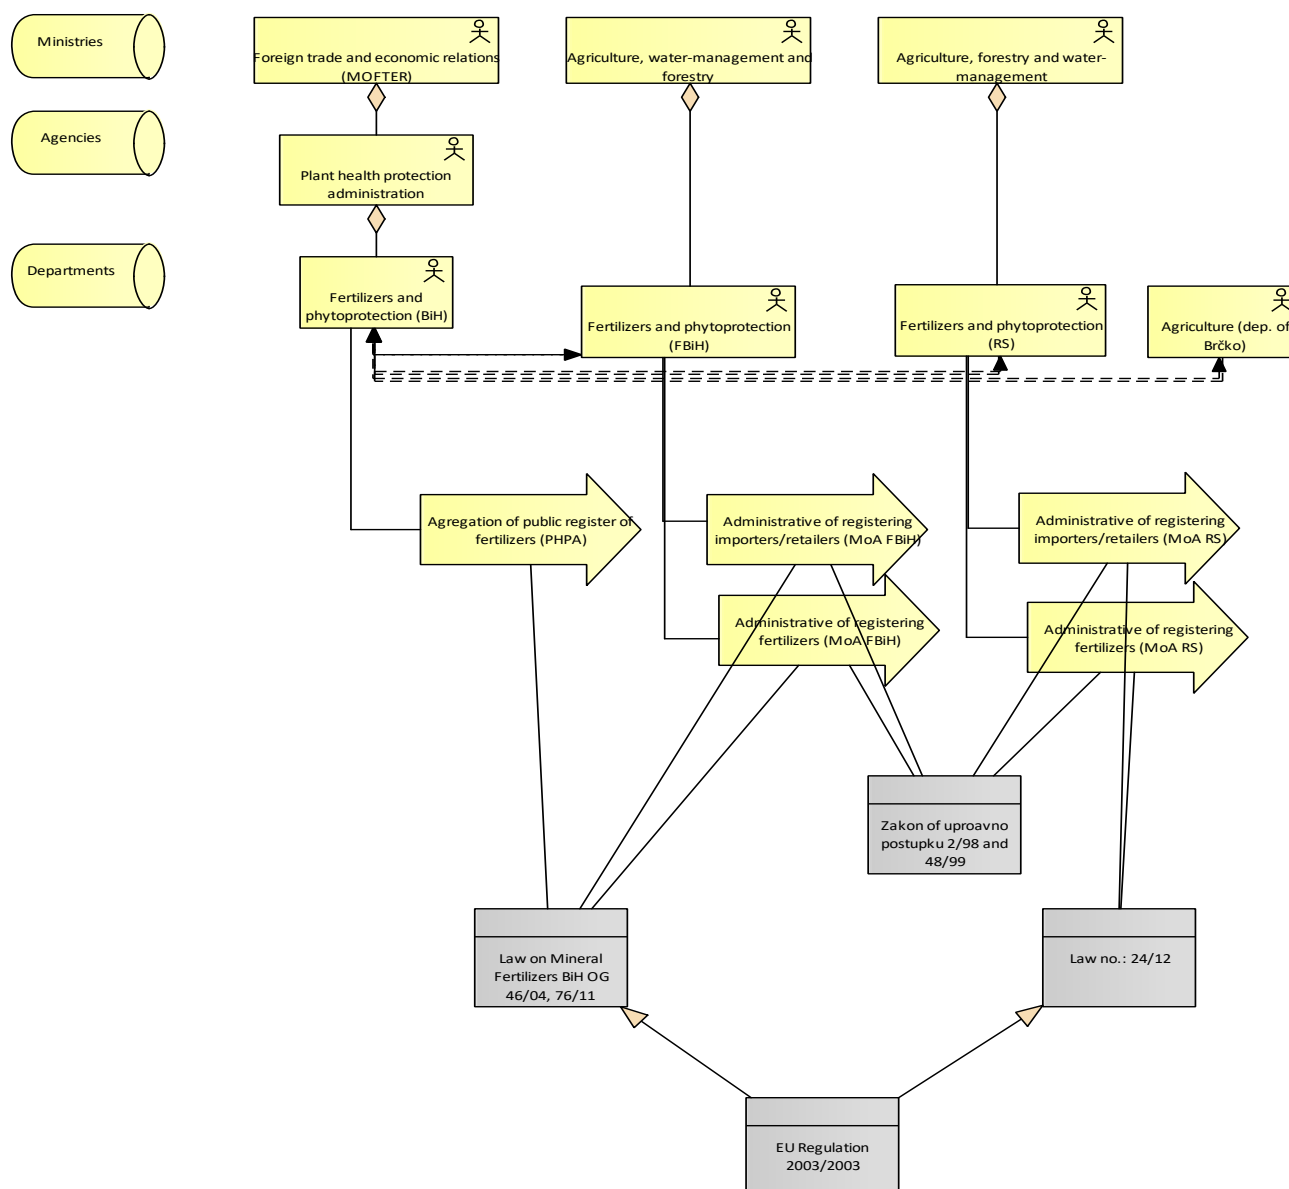 Ministries
Foreign trade and economic relations
(MOFTER)
Agriculture, water-management and
forestry
Agriculture, forestry and water-
management
Agencies
Plant health protection
administration
Departments
Fertilizers and
phytoprotection (BiH)
Fertilizers and phytoprotection
(FBiH)
Fertilizers and phytoprotection
(RS)
Agriculture (dep. of
Brčko)
Agregation of public register of
fertilizers (PHPA)
Administrative of registering
importers/retailers (MoA FBiH)
Administrative of registering
importers/retailers (MoA RS)
Administrative of registering
fertilizers (MoA FBiH)
Administrative of registering
fertilizers (MoA RS)
Zakon of uproavno
postupku 2/98 and
48/99
Law on Mineral
Fertilizers BiH OG
46/04, 76/11
Law no.: 24/12
EU Regulation
2003/2003